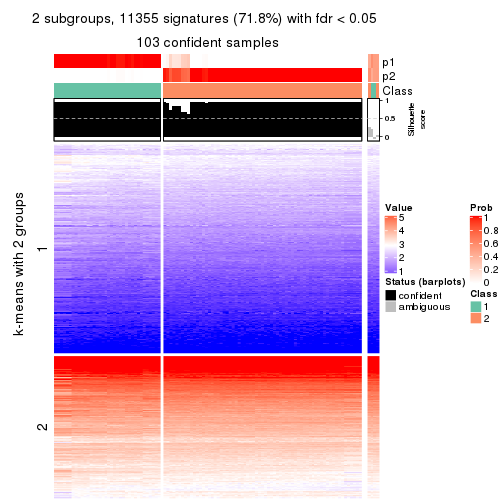 2 subgroups, 11355 signatures (71.8%) with fdr < 0.05
103 confident samples
p1
p2
Class
1
0.5
0
Silhouette
score
k-means with 2 groups
1
2
Value
5
4
3
2
1
Status (barplots)
confident
ambiguous
Prob
1
0.8
0.6
0.4
0.2
0
Class
1
2